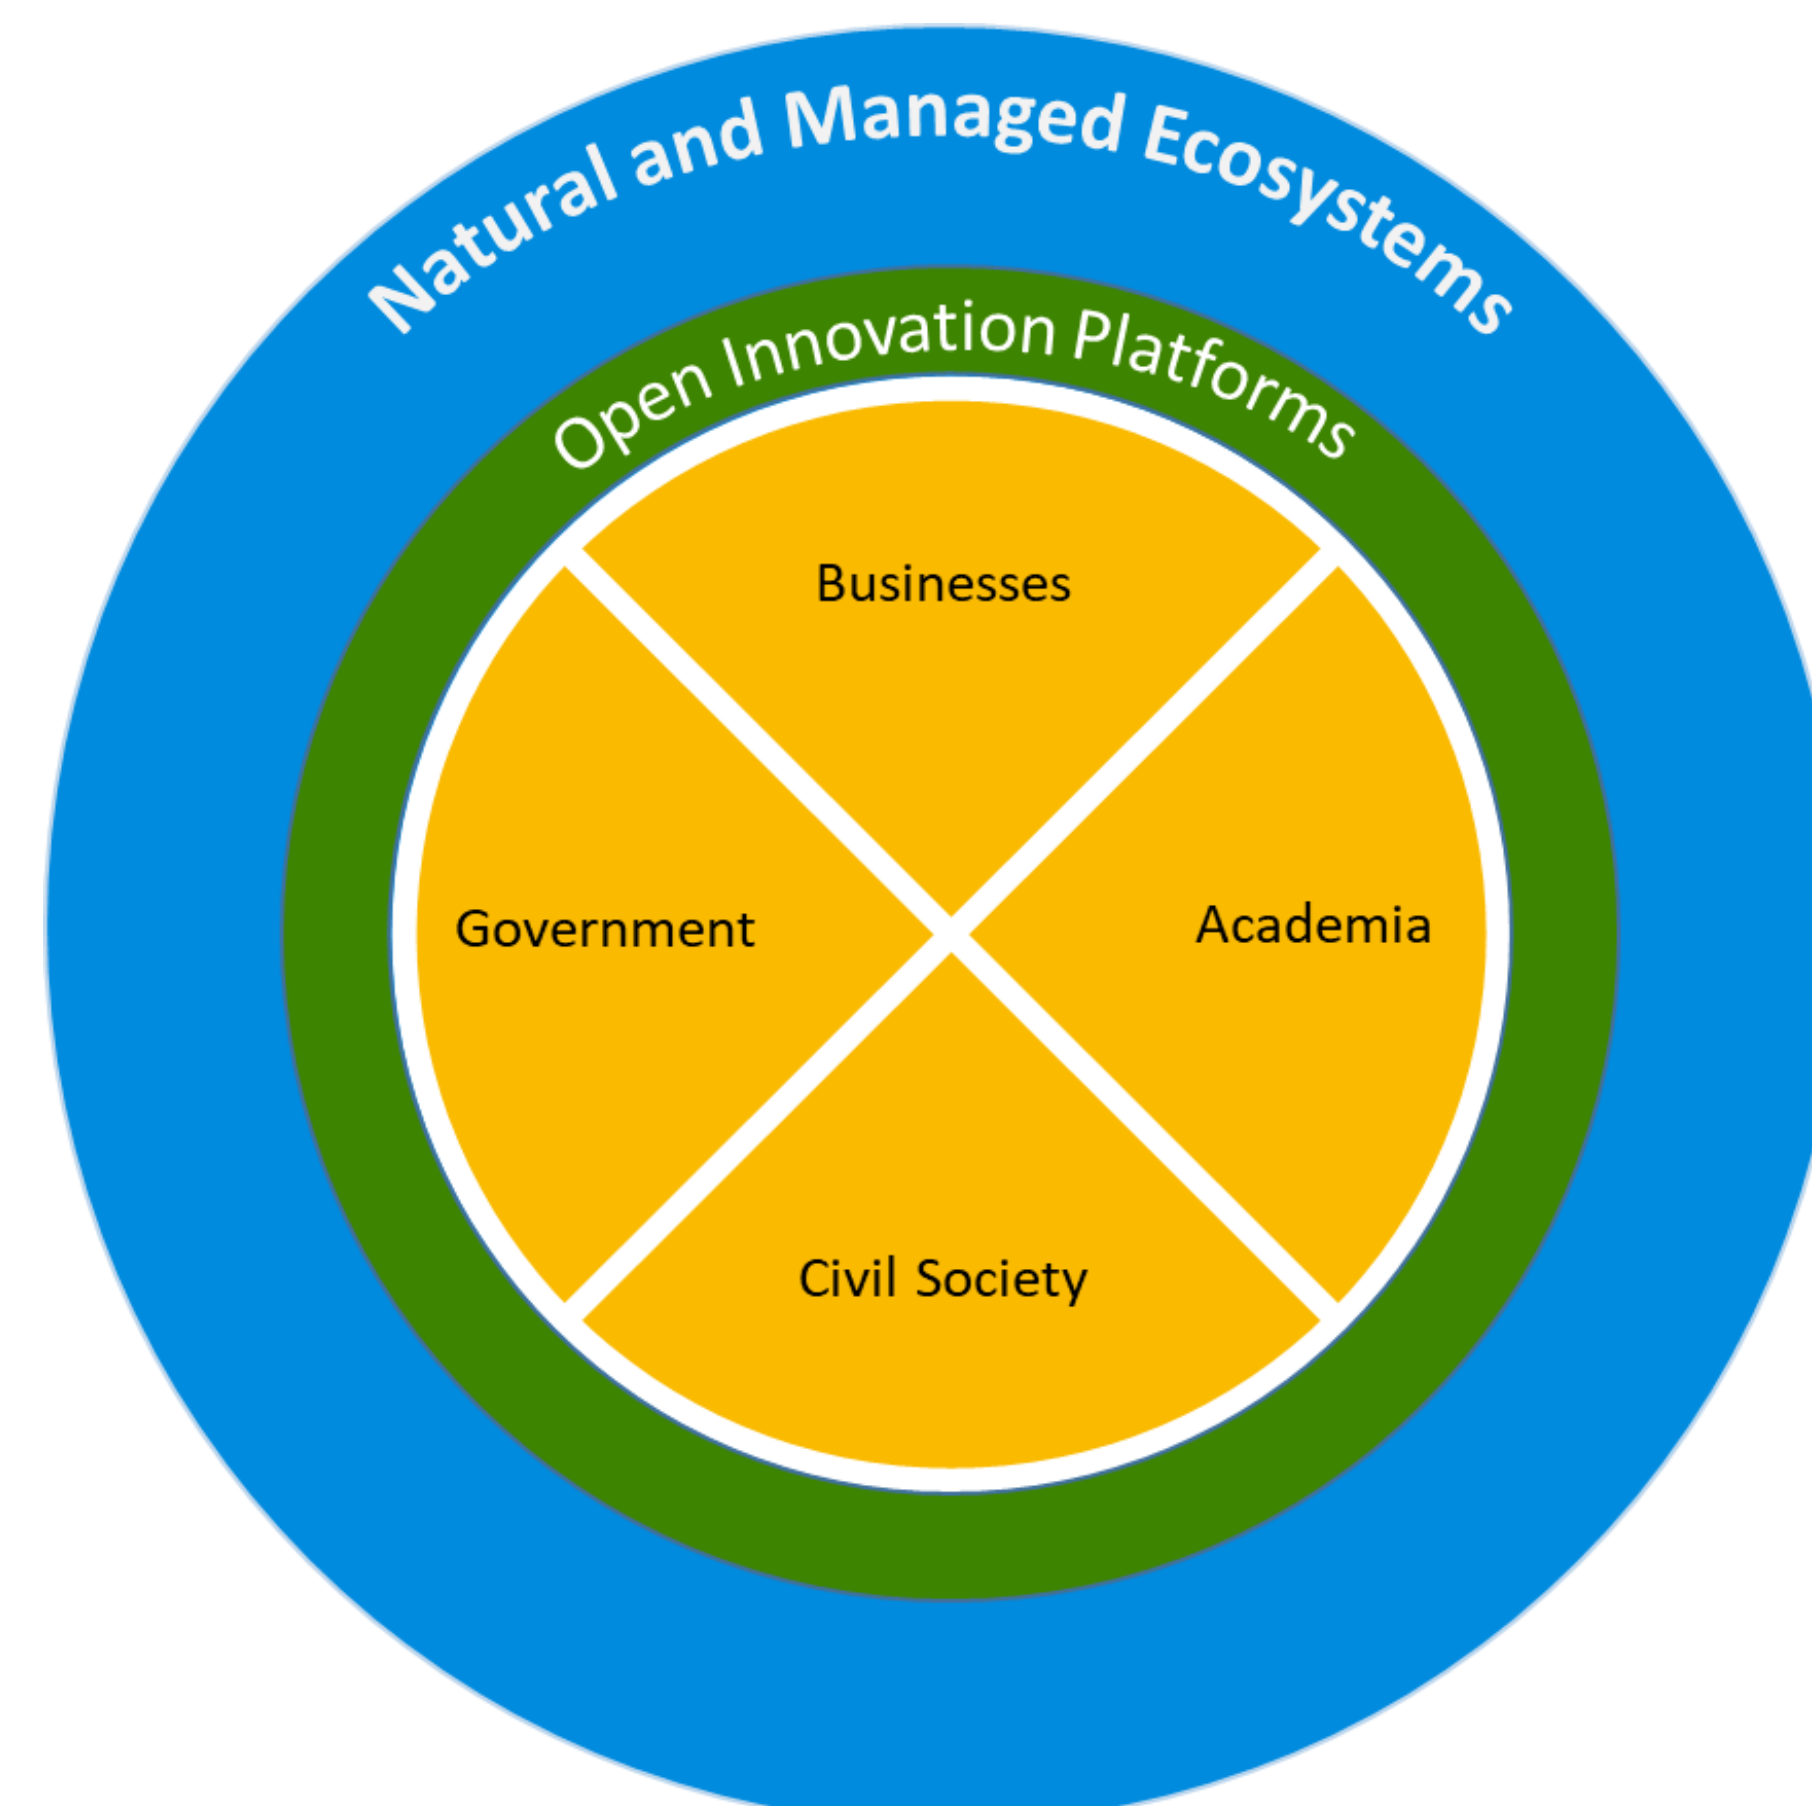 Natural and Managed Ecosystems
Open Innovation Platforms
Businesses
Government
Academia
Civil Society